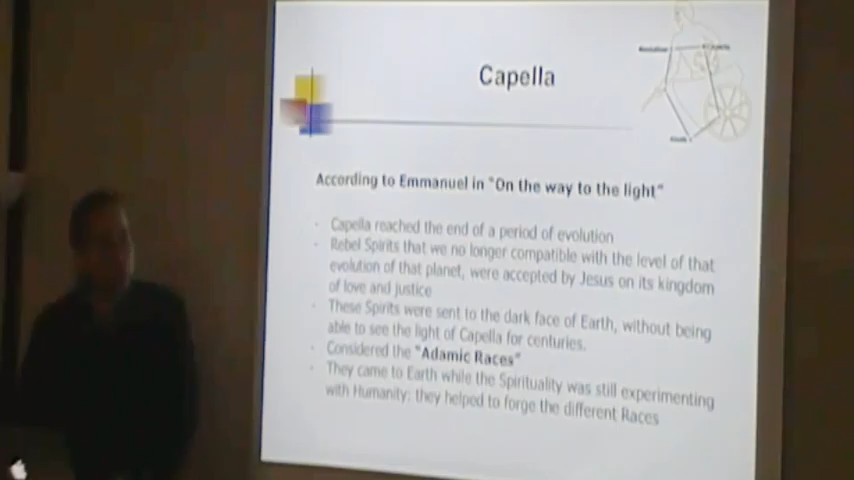 Capella
According to Emmanuel in "On the way to the light"
- Capella reached the end of a period of evolution
- Rebel Spirits that we no longer compatible with the level of that
evolution of that planet, were accepted by Jesus on its kingdom
of love and justice
- These Spirits were sent to the dark face of Earth, without being
able to see the light of Capella for centuries.
- Considered the "Adamic Races"
- They came to Earth while the Spirituality was still experimenting
with Humanity; they helped to forge the different Races